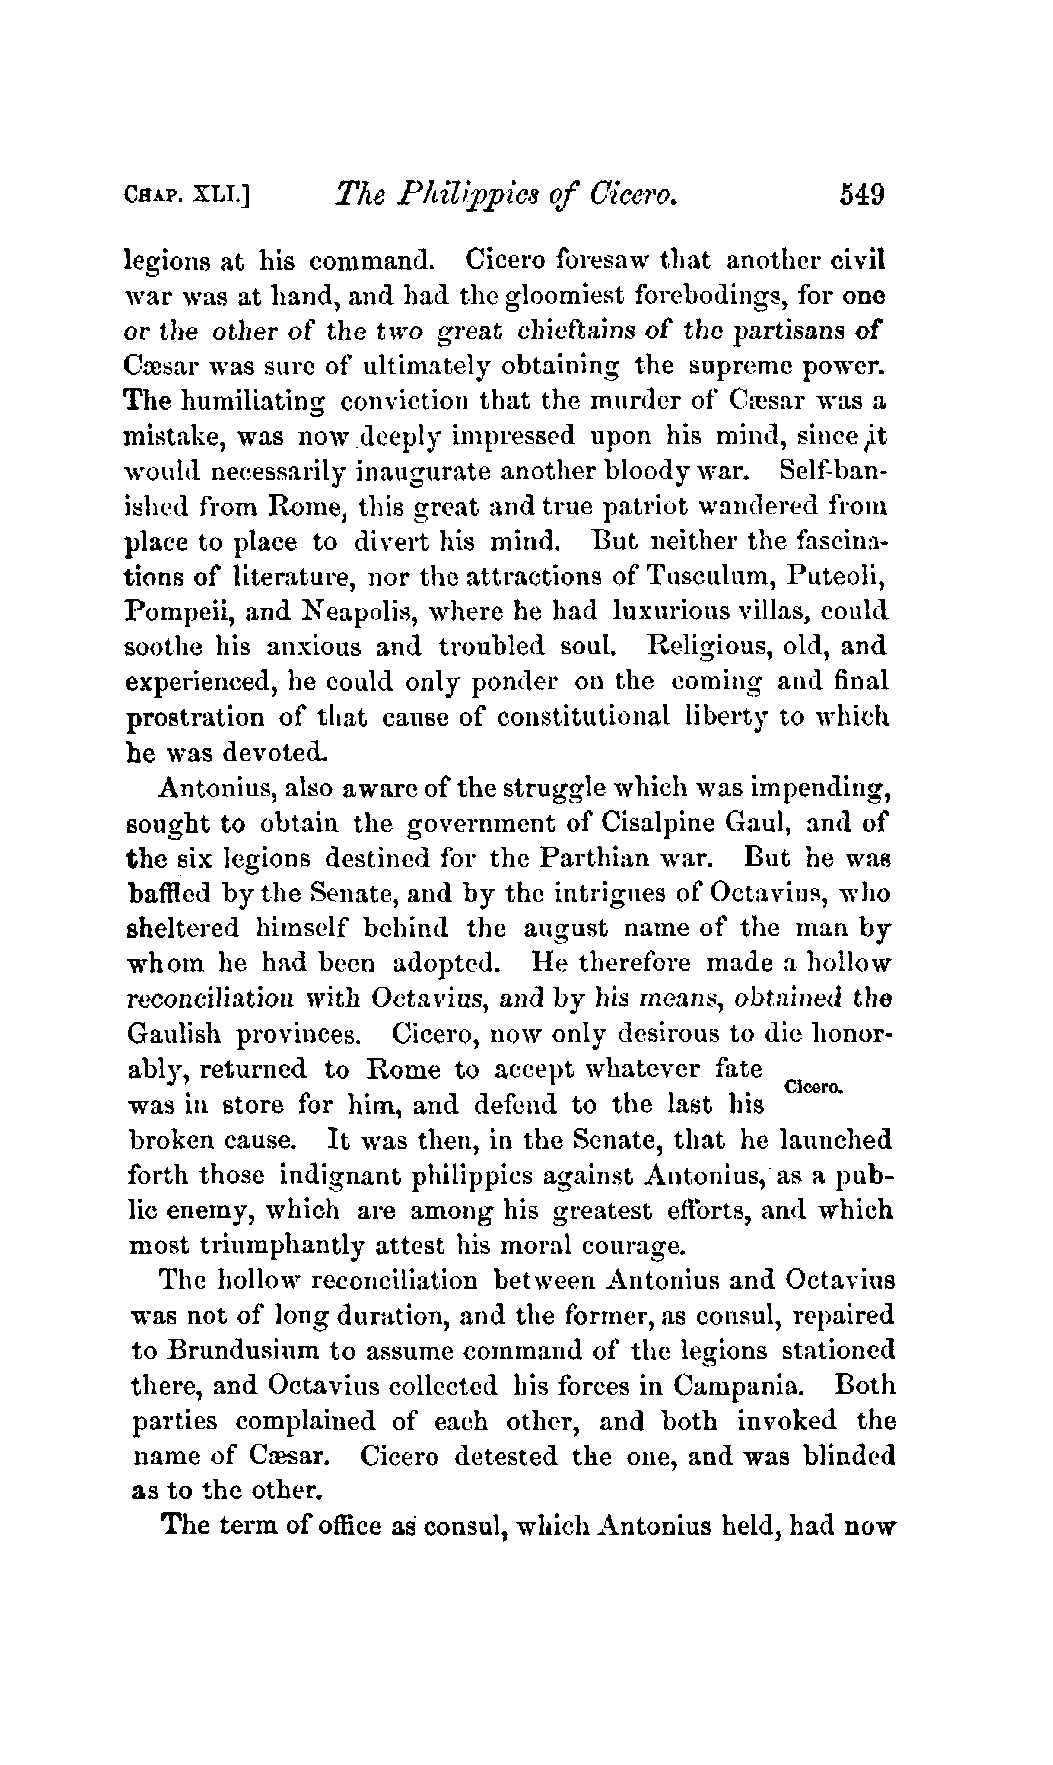 CHAP. XLI.] The Philippics of Cicero. 549
legions at his command. Cicero foresaw that another civil
war was at hand, and had the gloomiest forebodings, for one
or the other of the two great chieftains of the partisans of
Cæsar was sure of ultimately obtaining the supreme power.
The humiliating conviction that the murder of Cæsar was a
mistake, was now deeply impressed upon his mind, since it
would necessarily inaugurate another bloody war. Self-ban-
ished from Rome, this great and true patriot wandered from
place to place to divert his mind. But neither the fascina-
tions of literature, nor the attractions of Tusculum, Puteoli,
Pompeii, and Neapolis, where he had luxurious villas, could
soothe his anxious and troubled soul. Religious, old, and
experienced, he could only ponder on the coming and final
prostration of that cause of constitutional liberty to which
he was devoted.
Antonius, also aware of the struggle which was impending,
sought to obtain the government of Cisalpine Gaul, and of
the six legions destined for the Parthian war. But he was
baffled by the Senate, and by the intrigues of Octavius, who
sheltered himself behind the august name of the man by
whom he had been adopted. He therefore made a hollow
reconciliation with Octavius, and by his means, obtained the
Gaulish provinces. Cicero, now only desirous to die honor-
ably, returned to Rome to accept whatever fate
Cicero.
was in store for him, and defend to the last his
broken cause. It was then, in the Senate, that he launched
forth those indignant philippics against Antonius, as a pub-
lic enemy, which are among his greatest efforts, and which
most triumphantly attest his moral courage.
The hollow reconciliation between Antonius and Octavius
was not of long duration, and the former, as consul, repaired
to Brundusium to assume command of the legions stationed
there, and Octavius collected his forces in Campania. Both
parties complained of each other, and both invoked the
name of Cæsar. Cicero detested the one, and was blinded
as to the other.
The term of office as consul, which Antonius held, had now